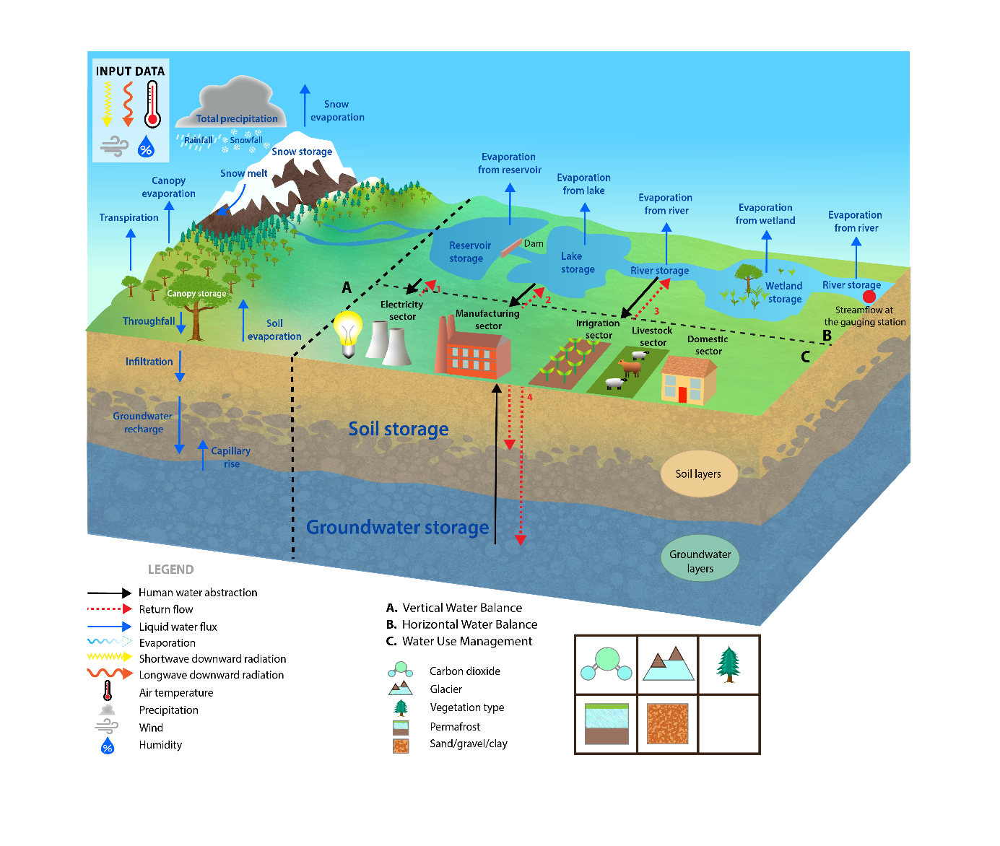 INPUT DATA
%
Total precipitation
Rainfall
Snowfall
Snow
evaporation
Snow storage
Snow melt
Canopy
evaporation
Transpiration
Evaporation
from reservoir
Evaporation
from lake
Evaporation
from river
Evaporation
from wetland
Evaporation
from river
Reservoir
storage
Dam
Lake
storage
River storage
Wetland
storage
River storage
Streamflow at
the gauging station
A
B
C
1
2
3
4
Canopy storage
Throughfall
Soil
evaporation
Electricity
sector
Manufacturing
sector
Irrigation
sector
Livestock
sector
Domestic
sector
Infiltration
Groundwater
recharge
Capillary
rise
Soil storage
Groundwater storage
Soil layers
Groundwater
layers
LEGEND
Human water abstraction
Return flow
Liquid water flux
Evaporation
Shortwave downward radiation
Longwave downward radiation
Air temperature
Precipitation
Wind
% Humidity
A. Vertical Water Balance
B. Horizontal Water Balance
C. Water Use Management
Carbon dioxide
Glacier
Vegetation type
Permafrost
Sand/gravel/clay